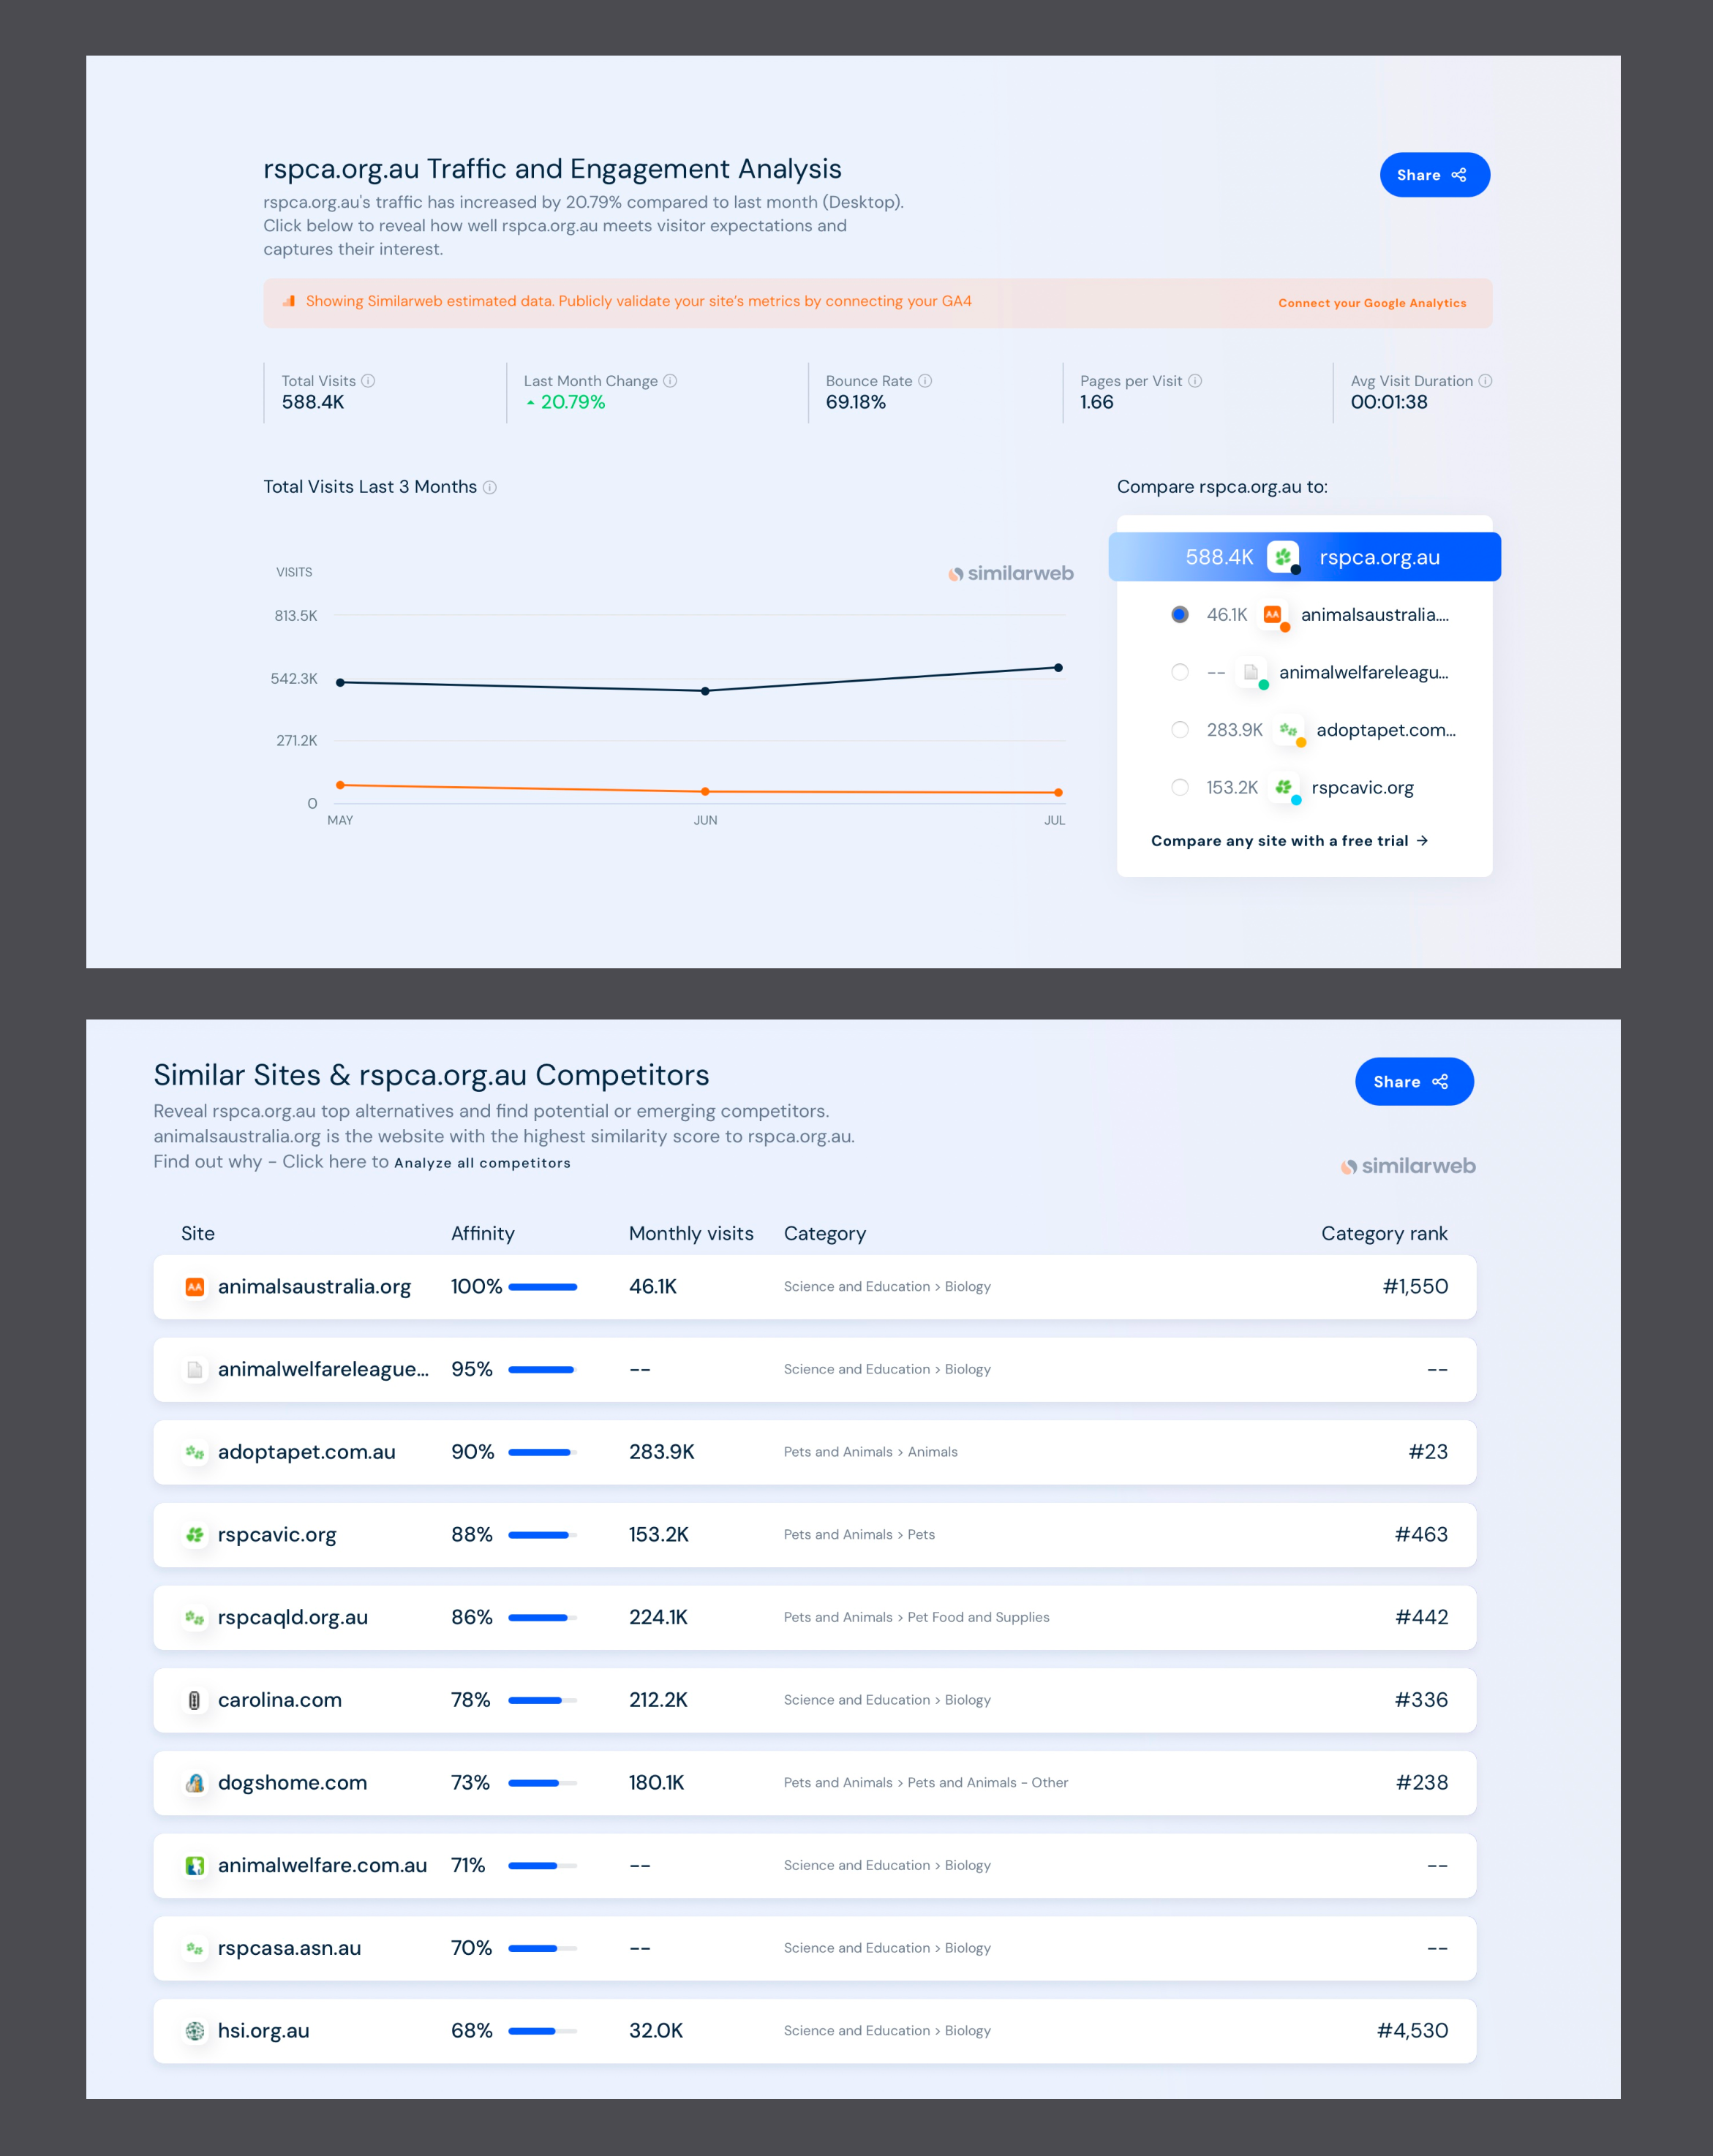 rspca.org.au Traffic and Engagement Analysis
Share
rspca.org.au's traffic has increased by 20.79% compared to last month (Desktop).
Click below to reveal how well rspca.org.au meets visitor expectations and
captures their interest.
Showing Similarweb estimated data. Publicly validate your site's metrics by connecting your GA4
Connect your Google Analytics
Total Visits
588.4K
Last Month Change
20.79%
Bounce Rate
69.18%
Pages per Visit
1.66
Avg Visit Duration
00:01:38
Total Visits Last 3 Months
VISITS
similarweb
813.5K
542.3K
271.2K
0
MAY JUN JUL
Compare rspca.org.au to:
588.4K rspca.org.au
46.1K AA animalsaustralia....
-- animalwelfareleagu...
283.9K adoptapet.com...
153.2K rspcavic.org
Compare any site with a free trial →
Similar Sites & rspca.org.au Competitors
Share
Reveal rspca.org.au top alternatives and find potential or emerging competitors.
animalsaustralia.org is the website with the highest similarity score to rspca.org.au.
Find out why - Click here to Analyze all competitors
similarweb
Site Affinity Monthly visits Category Category rank
AA animalsaustralia.org 100% 46.1K Science and Education > Biology #1,550
animalwelfareleague... 95% -- Science and Education > Biology --
adoptapet.com.au 90% 283.9K Pets and Animals > Animals #23
rspcavic.org 88% 153.2K Pets and Animals > Pets #463
rspcaqld.org.au 86% 224.1K Pets and Animals > Pet Food and Supplies #442
carolina.com 78% 212.2K Science and Education > Biology #336
dogshome.com 73% 180.1K Pets and Animals > Pets and Animals - Other #238
animalwelfare.com.au 71% -- Science and Education > Biology --
rspcasa.asn.au 70% -- Science and Education > Biology --
hsi.org.au 68% 32.0K Science and Education > Biology #4,530